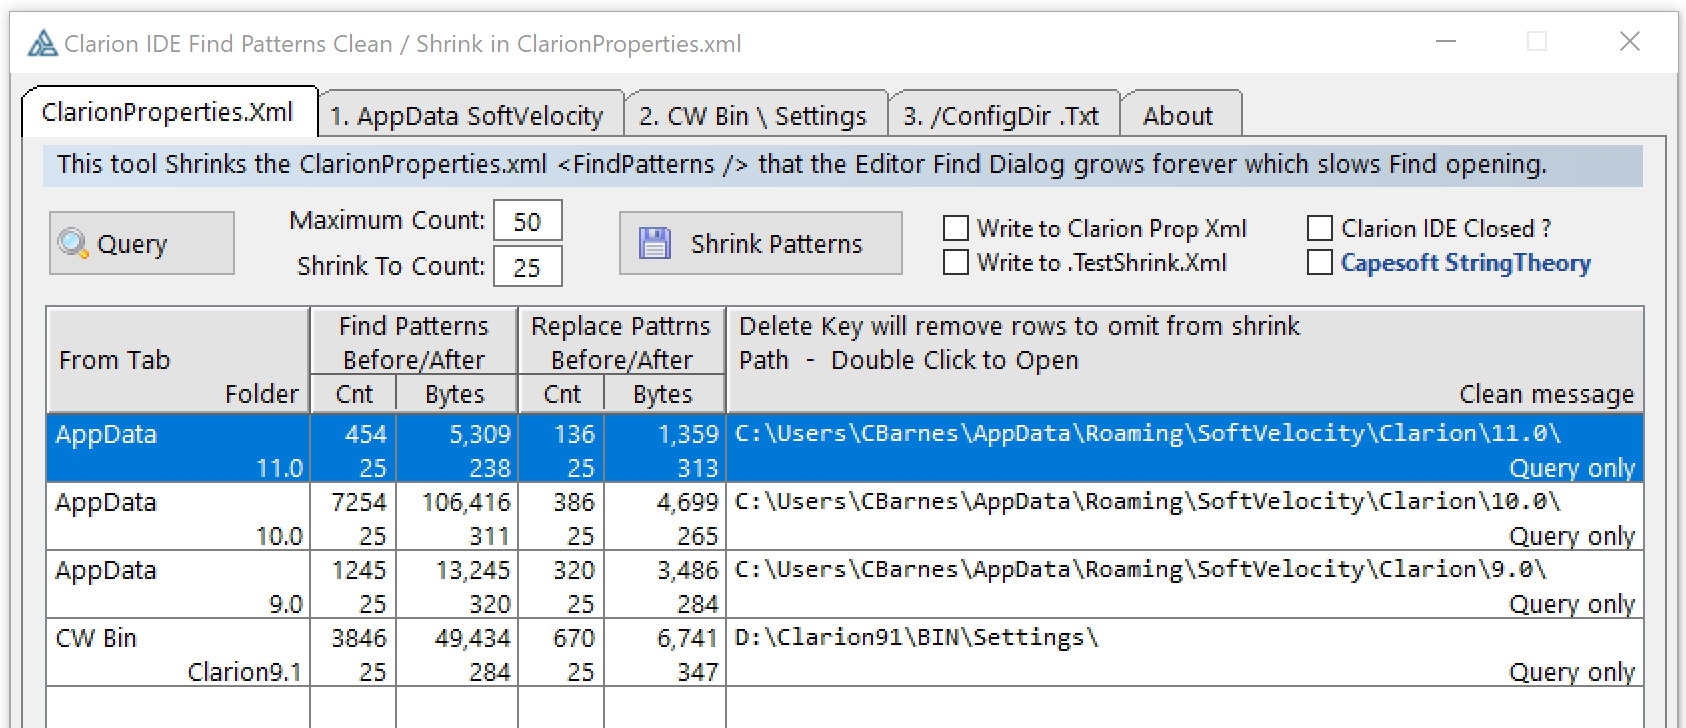 Clarion IDE Find Patterns Clean / Shrink in ClarionProperties.xml
ClarionProperties.Xml 1. AppData SoftVelocity 2. CW Bin \ Settings 3. /ConfigDir .Txt About
This tool Shrinks the ClarionProperties.xml <FindPatterns /> that the Editor Find Dialog grows forever which slows Find opening.
Query
Maximum Count: 50
Shrink To Count: 25
Shrink Patterns
Write to Clarion Prop Xml
Write to .TestShrink.Xml
Clarion IDE Closed ?
Capesoft StringTheory
From Tab
Folder
Find Patterns
Before/After
Cnt Bytes
Replace Pattrns
Before/After
Cnt Bytes
Delete Key will remove rows to omit from shrink
Path - Double Click to Open
Clean message
AppData 454 5,309 136 1,359 C:\Users\CBarnes\AppData\Roaming\SoftVelocity\Clarion\11.0\
11.0 25 238 25 313 Query only
AppData 7254 106,416 386 4,699 C:\Users\CBarnes\AppData\Roaming\SoftVelocity\Clarion\10.0\
10.0 25 311 25 265 Query only
AppData 1245 13,245 320 3,486 C:\Users\CBarnes\AppData\Roaming\SoftVelocity\Clarion\9.0\
9.0 25 320 25 284 Query only
CW Bin 3846 49,434 670 6,741 D:\Clarion91\BIN\Settings\
Clarion9.1 25 284 25 347 Query only